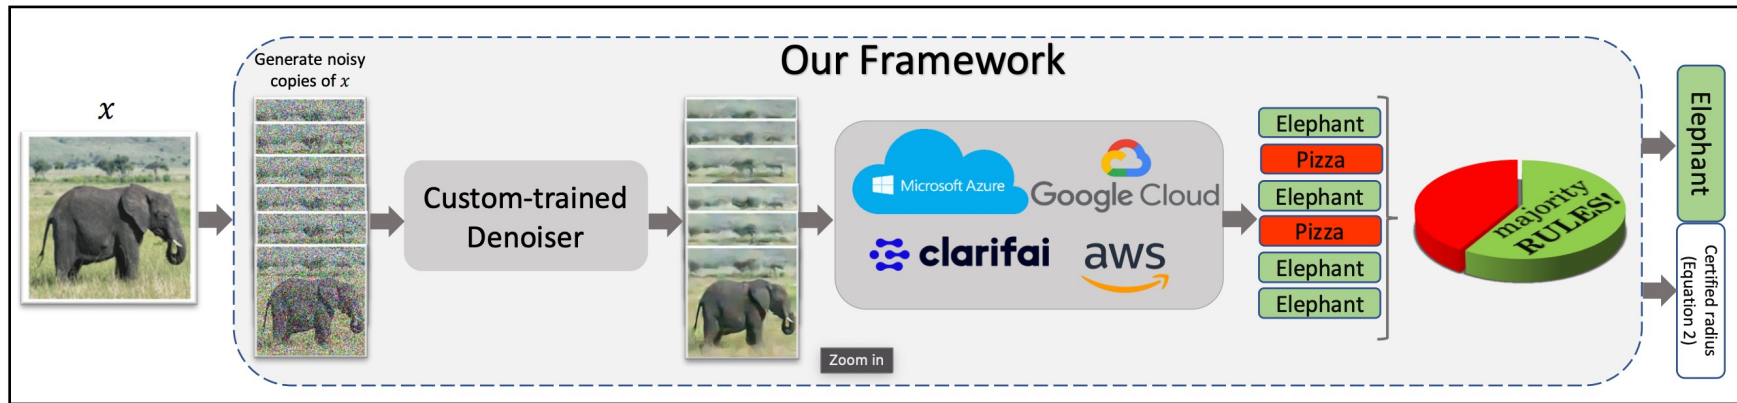 Our Framework
x
Generate noisy
copies of x
Custom-trained
Denoiser
Microsoft Azure
Google Cloud
clarifai
aws
Zoom in
Elephant
Pizza
Elephant
Pizza
Elephant
Elephant
majority
RULES!
Elephant
Certified radius
(Equation 2)